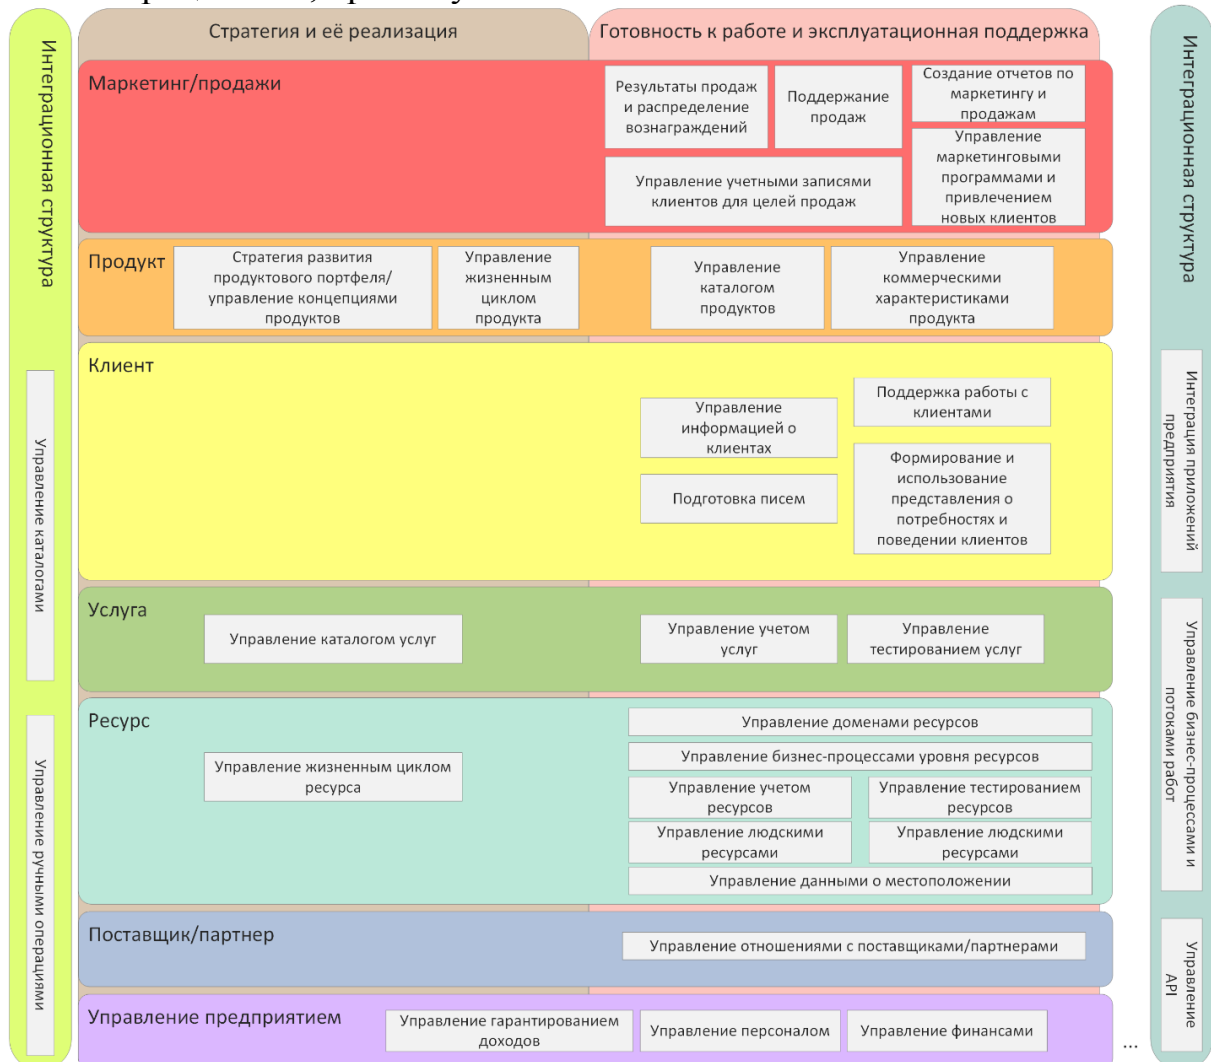 Интеграционная структура
Стратегия и её реализация
Готовность к работе и эксплуатационная поддержка
Интеграционная структура
Маркетинг/продажи
Результаты продаж
и распределение
вознаграждений
Поддержание
продаж
Создание отчетов по
маркетингу и
продажам
Управление учетными записями
клиентов для целей продаж
Управление
маркетинговыми
программами и
привлечением
новых клиентов
Продукт
Стратегия развития
продуктового портфеля/
управление концепциями
продуктов
Управление
жизненным
циклом
продукта
Управление
каталогом
продуктов
Управление
коммерческими
характеристиками
продукта
Клиент
Управление
информацией о
клиентах
Поддержка работы с
клиентами
Подготовка писем
Формирование и
использование
представления о
потребностях и
поведении клиентов
Управление каталогами
Интеграция приложений
предприятия
Услуга
Управление каталогом услуг
Управление учетом
услуг
Управление
тестированием услуг
Управление бизнес-процессами и
потоками работ
Ресурс
Управление жизненным циклом
ресурса
Управление доменами ресурсов
Управление бизнес-процессами уровня ресурсов
Управление учетом
ресурсов
Управление тестированием
ресурсов
Управление людскими
ресурсами
Управление людскими
ресурсами
Управление данными о местоположении
Управление ручными операциями
Поставщик/партнер
Управление отношениями с поставщиками/партнерами
Управление
API
Управление предприятием
Управление гарантированием
доходов
Управление персоналом
Управление финансами
...